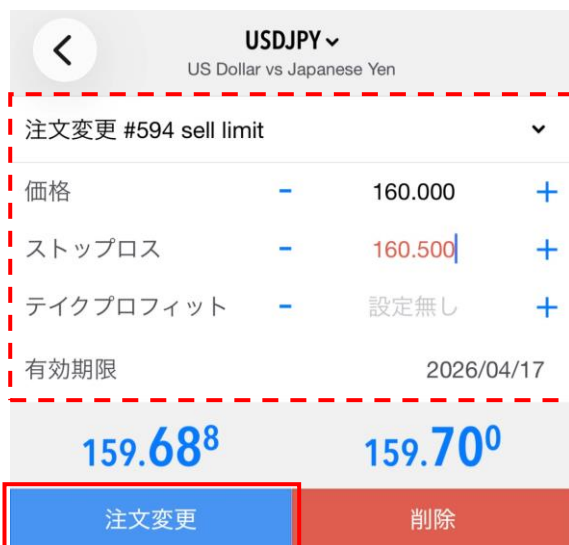 USDJPY
US Dollar vs Japanese Yen
注文変更 #594 sell limit
価格 - 160.000 +
ストップロス - 160.500 +
テイクプロフィット - 設定無し +
有効期限 2026/04/17
159.688 159.700
注文変更 削除